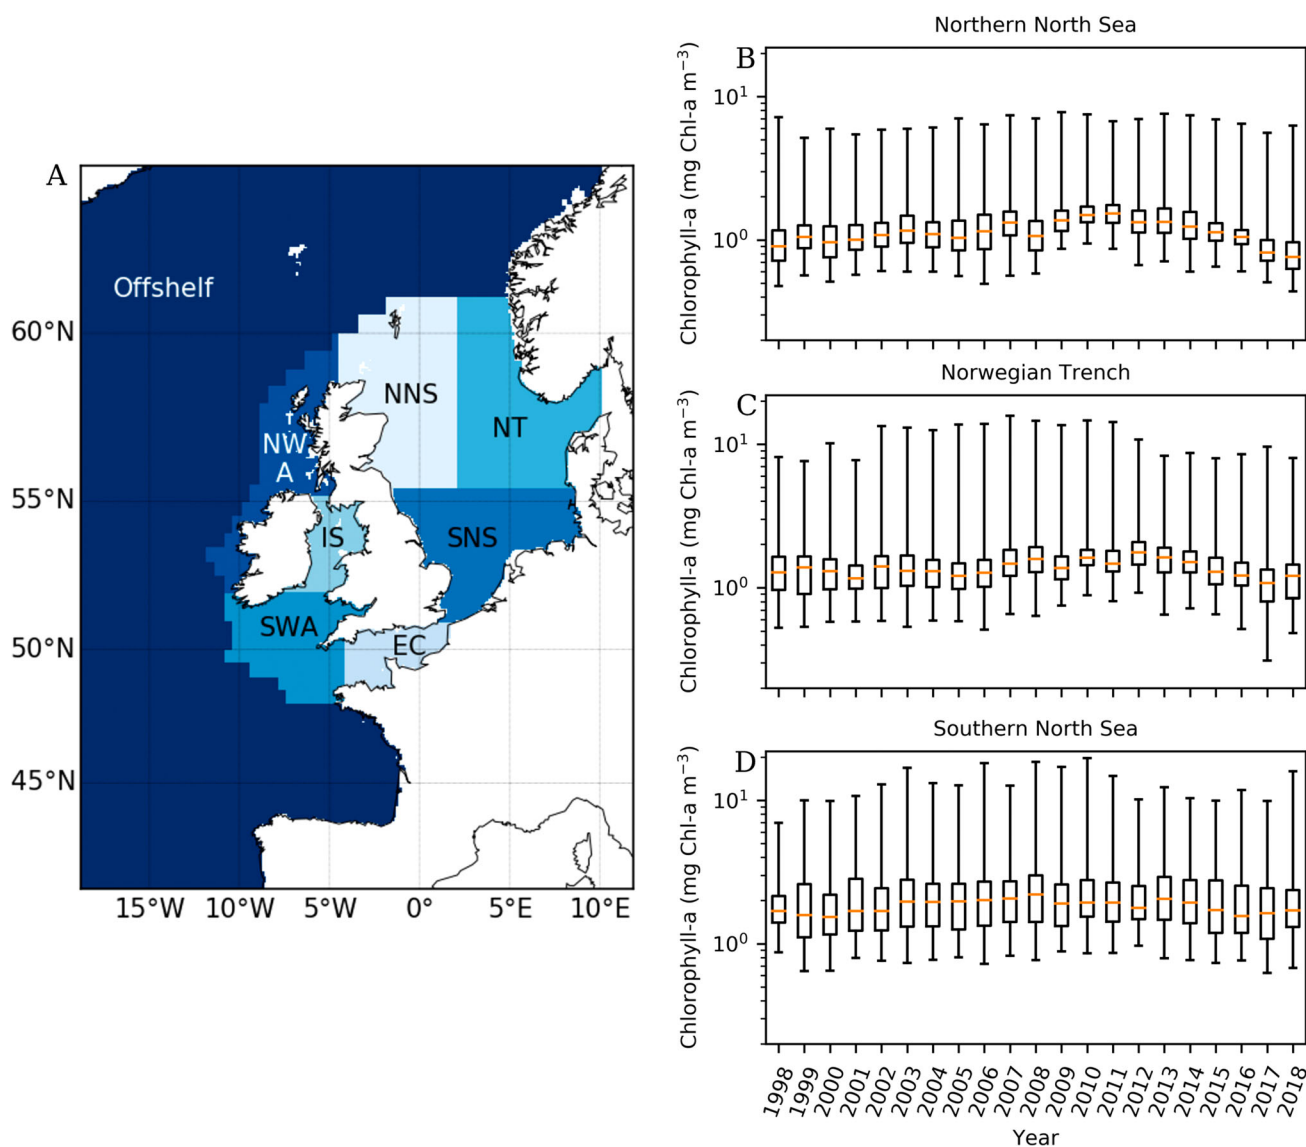 A
Offshelf
NNS
NT
NW
A
IS
SNS
SWA
EC
60°N
55°N
50°N
45°N
15°W 10°W 5°W 0° 5°E 10°E
Northern North Sea
B
Chlorophyll-a (mg Chl-a m⁻³)
10¹
10⁰
Norwegian Trench
C
Chlorophyll-a (mg Chl-a m⁻³)
10¹
10⁰
Southern North Sea
D
Chlorophyll-a (mg Chl-a m⁻³)
10¹
10⁰
1998 1999 2000 2001 2002 2003 2004 2005 2006 2007 2008 2009 2010 2011 2012 2013 2014 2015 2016 2017 2018
Year